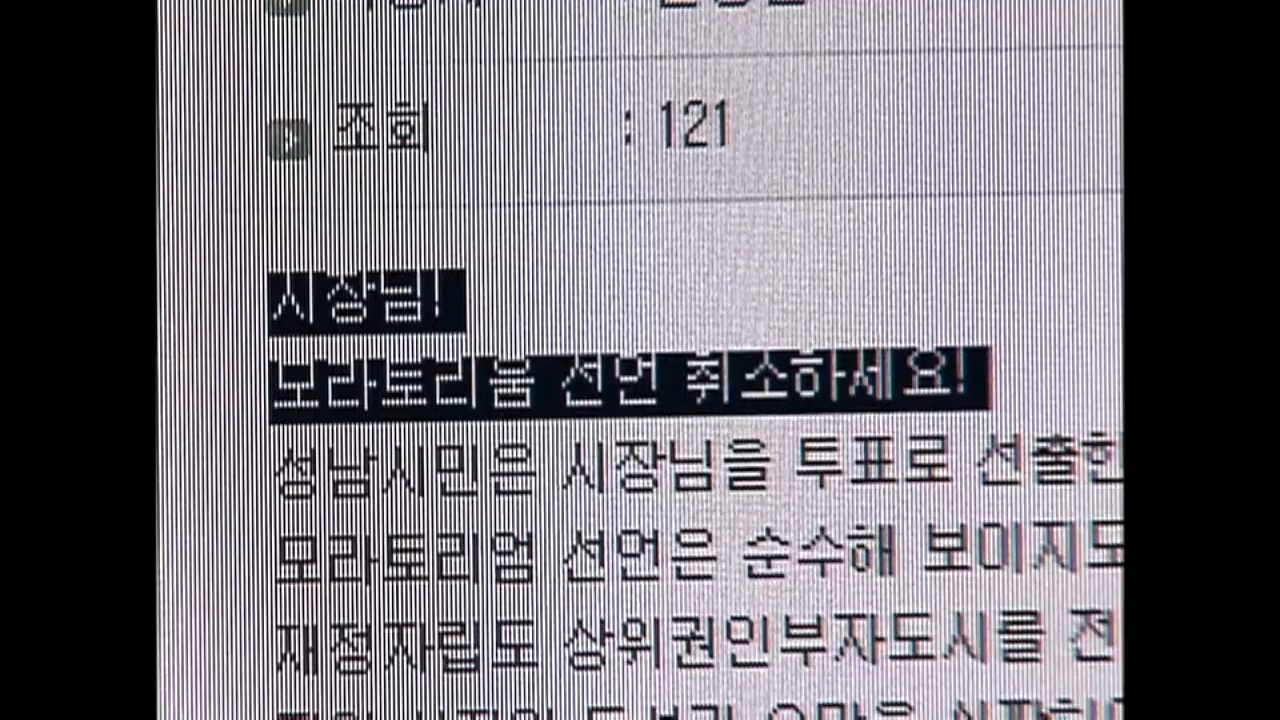 조회 : 121
시장님!
모라토리움 선언 취소하세요!
성남시민은 시장님을 투표로 선출한
모라토리엄 선언은 순수해 보이지도
재정자립도 상위권인부자도시를 전